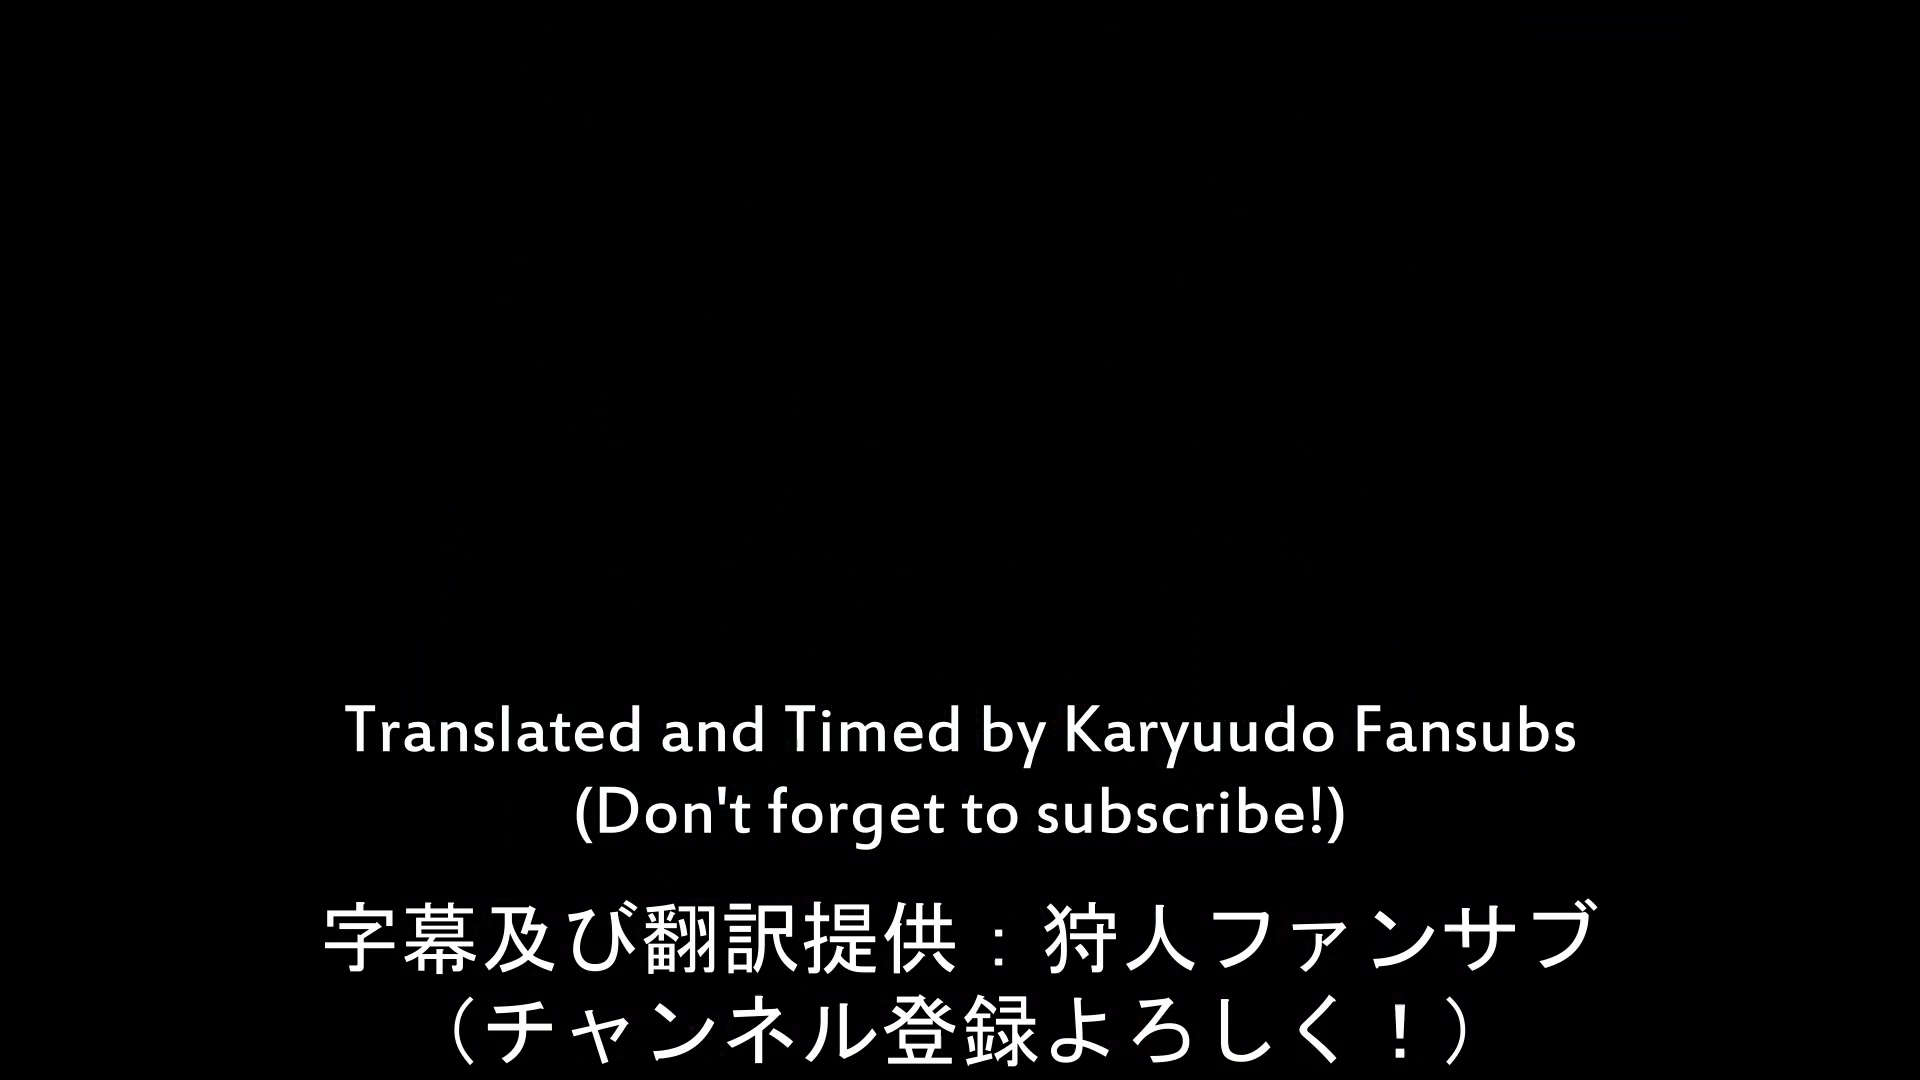 Translated and Timed by Karyuudo Fansubs
(Don't forget to subscribe!)
字幕及び翻訳提供：狩人ファンサブ
（チャンネル登録よろしく！）